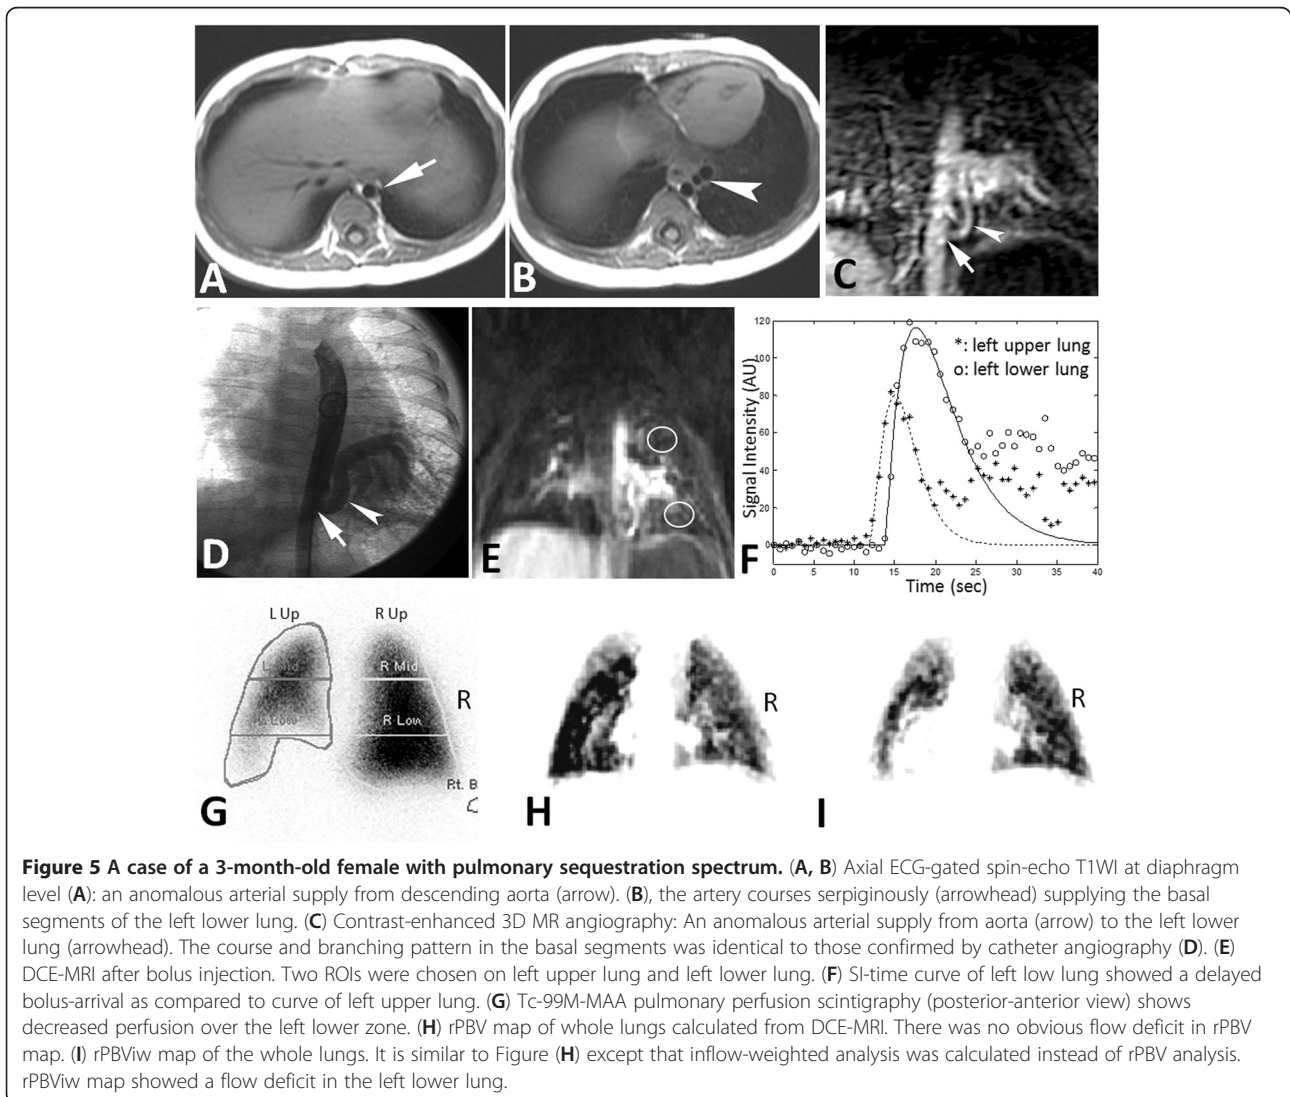 A
B
C
D
E
F
120
100
80
60
40
20
0
Signal Intensity (AU)
*: left upper lung
o: left lower lung
0 5 10 15 20 25 30 35 40
Time (sec)
L Up R Up
R Mid
L Low R Low
R
Rt. B
G
H
R
I
R
Figure 5 A case of a 3-month-old female with pulmonary sequestration spectrum. (A, B) Axial ECG-gated spin-echo T1WI at diaphragm
level (A): an anomalous arterial supply from descending aorta (arrow). (B), the artery courses serpiginously (arrowhead) supplying the basal
segments of the left lower lung. (C) Contrast-enhanced 3D MR angiography: An anomalous arterial supply from aorta (arrow) to the left lower
lung (arrowhead). The course and branching pattern in the basal segments was identical to those confirmed by catheter angiography (D). (E)
DCE-MRI after bolus injection. Two ROIs were chosen on left upper lung and left lower lung. (F) SI-time curve of left low lung showed a delayed
bolus-arrival as compared to curve of left upper lung. (G) Tc-99M-MAA pulmonary perfusion scintigraphy (posterior-anterior view) shows
decreased perfusion over the left lower zone. (H) rPBV map of whole lungs calculated from DCE-MRI. There was no obvious flow deficit in rPBV
map. (I) rPBViw map of the whole lungs. It is similar to Figure (H) except that inflow-weighted analysis was calculated instead of rPBV analysis.
rPBViw map showed a flow deficit in the left lower lung.